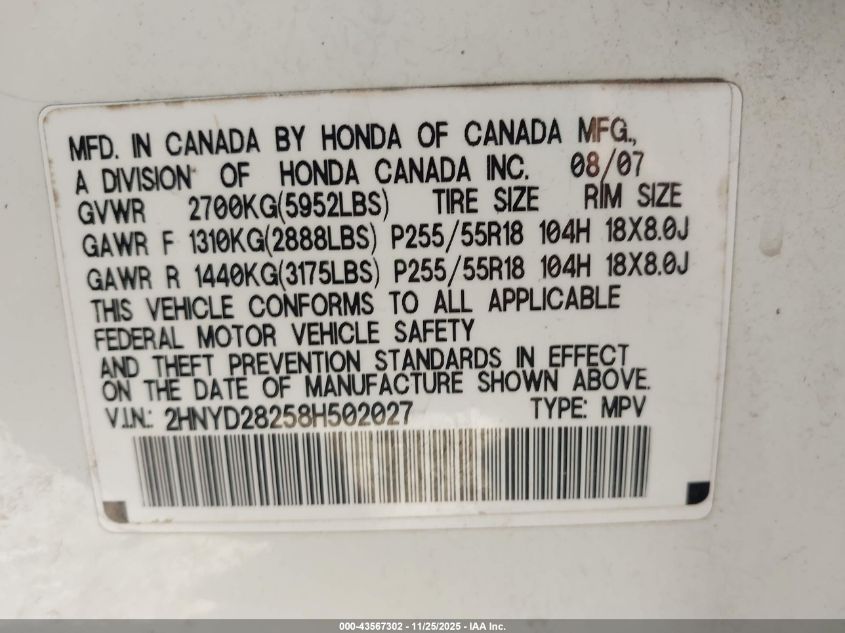 MFD. IN CANADA BY HONDA OF CANADA MFG.,
A DIVISION OF HONDA CANADA INC. 08/07
GVWR 2700KG(5952LBS) TIRE SIZE RIM SIZE
GAWR F 1310KG(2888LBS) P255/55R18 104H 18X8.0J
GAWR R 1440KG(3175LBS) P255/55R18 104H 18X8.0J
THIS VEHICLE CONFORMS TO ALL APPLICABLE
FEDERAL MOTOR VEHICLE SAFETY
AND THEFT PREVENTION STANDARDS IN EFFECT
ON THE DATE OF MANUFACTURE SHOWN ABOVE.
V.I.N.: 2HNYD28258H502027 TYPE: MPV
000-43567302 - 11/25/2025 - IAA Inc.